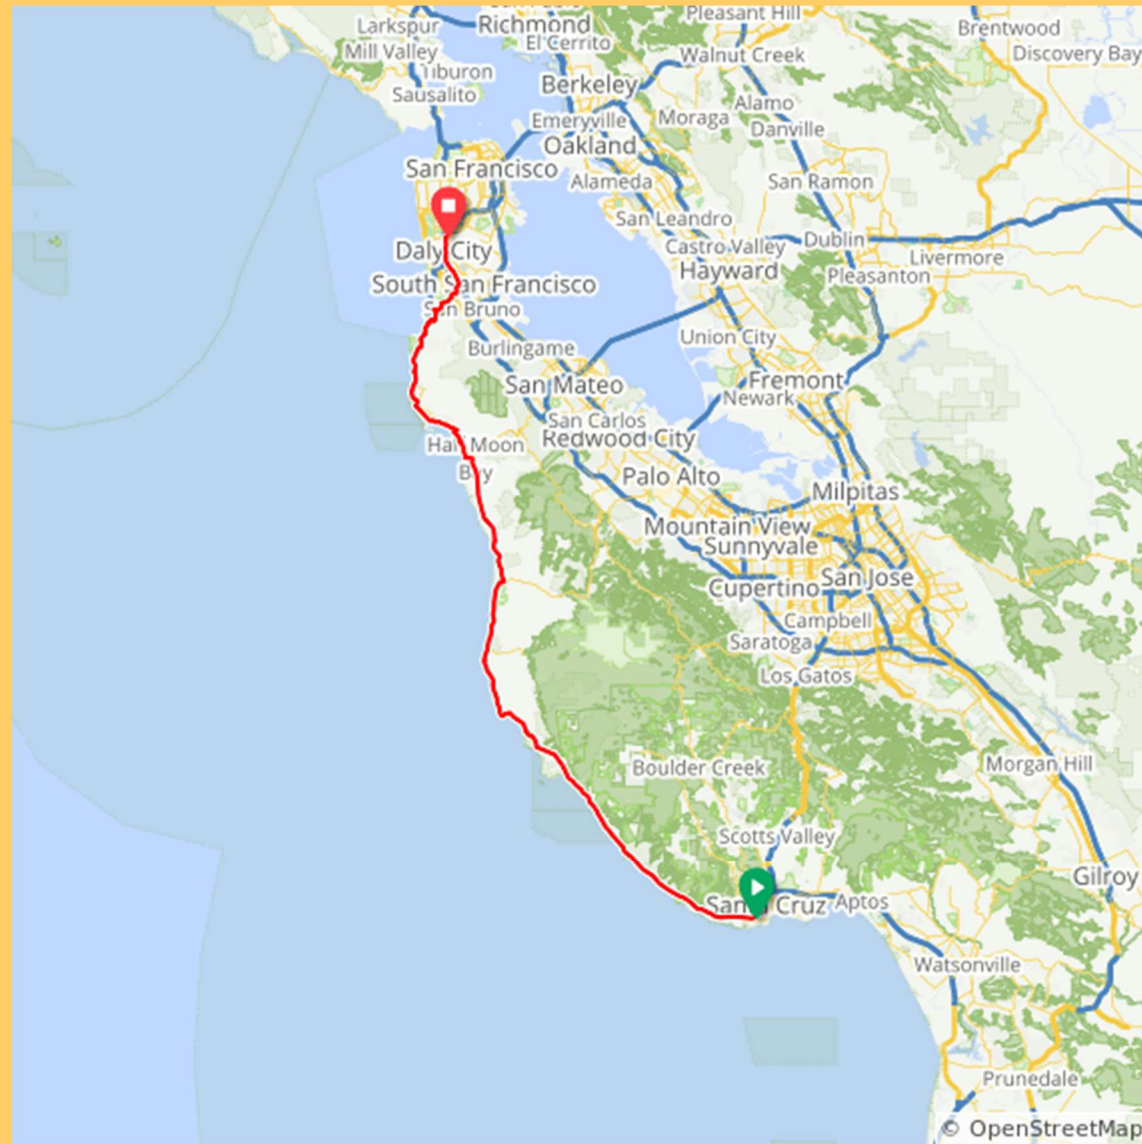 Larkspur
Richmond
Pleasant Hill
Brentwood
Mill Valley
El Cerrito
Walnut Creek
Discovery Bay
Tiburon
Sausalito
Berkeley
Alamo
Emeryville
Moraga
Danville
Oakland
San Francisco
Alameda
San Ramon
San Leandro
Daly City
Castro Valley
Dublin
Livermore
South San Francisco
Hayward
Pleasanton
San Bruno
Union City
Burlingame
San Mateo
Fremont
Newark
San Carlos
Half Moon
Bay
Redwood City
Palo Alto
Milpitas
Mountain View
Sunnyvale
Cupertino
San Jose
Campbell
Saratoga
Los Gatos
Boulder Creek
Morgan Hill
Scotts Valley
Gilroy
Santa Cruz
Aptos
Watsonville
Prunedale
© OpenStreetMap